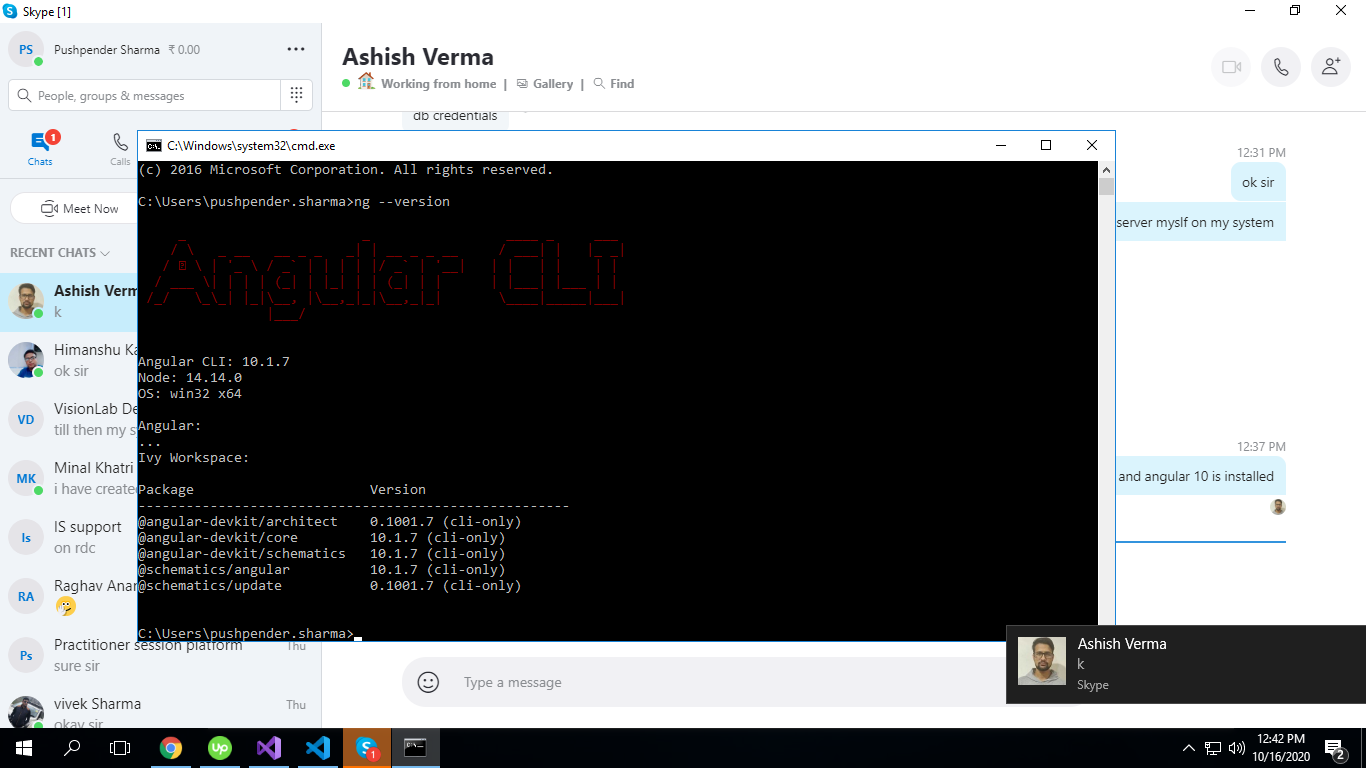 Skype [1]
PS
Pushpender Sharma ₹ 0.00
People, groups & messages
1
Chats
Calls
Meet Now
RECENT CHATS
Ashish Verm
k
Himanshu Ka
ok sir
VD
VisionLab De
till then my s
MK
Minal Khatri
i have create
Is
IS support
on rdc
RA
Raghav Anan
Ps
Practitioner session platform
Thu
sure sir
vivek Sharma
Thu
okay sir
Ashish Verma
Working from home | Gallery | Find
db credentials
12:31 PM
ok sir
server myslf on my system
12:37 PM
and angular 10 is installed
Type a message
C:\Windows\system32\cmd.exe
(c) 2016 Microsoft Corporation. All rights reserved.
C:\Users\pushpender.sharma>ng --version
Angular CLI
Angular CLI: 10.1.7
Node: 14.14.0
OS: win32 x64
Angular:
...
Ivy Workspace:
Package Version
------------------------------------------------------
@angular-devkit/architect 0.1001.7 (cli-only)
@angular-devkit/core 10.1.7 (cli-only)
@angular-devkit/schematics 10.1.7 (cli-only)
@schematics/angular 10.1.7 (cli-only)
@schematics/update 0.1001.7 (cli-only)
C:\Users\pushpender.sharma>
Ashish Verma
k
Skype
up
1
12:42 PM
10/16/2020
2